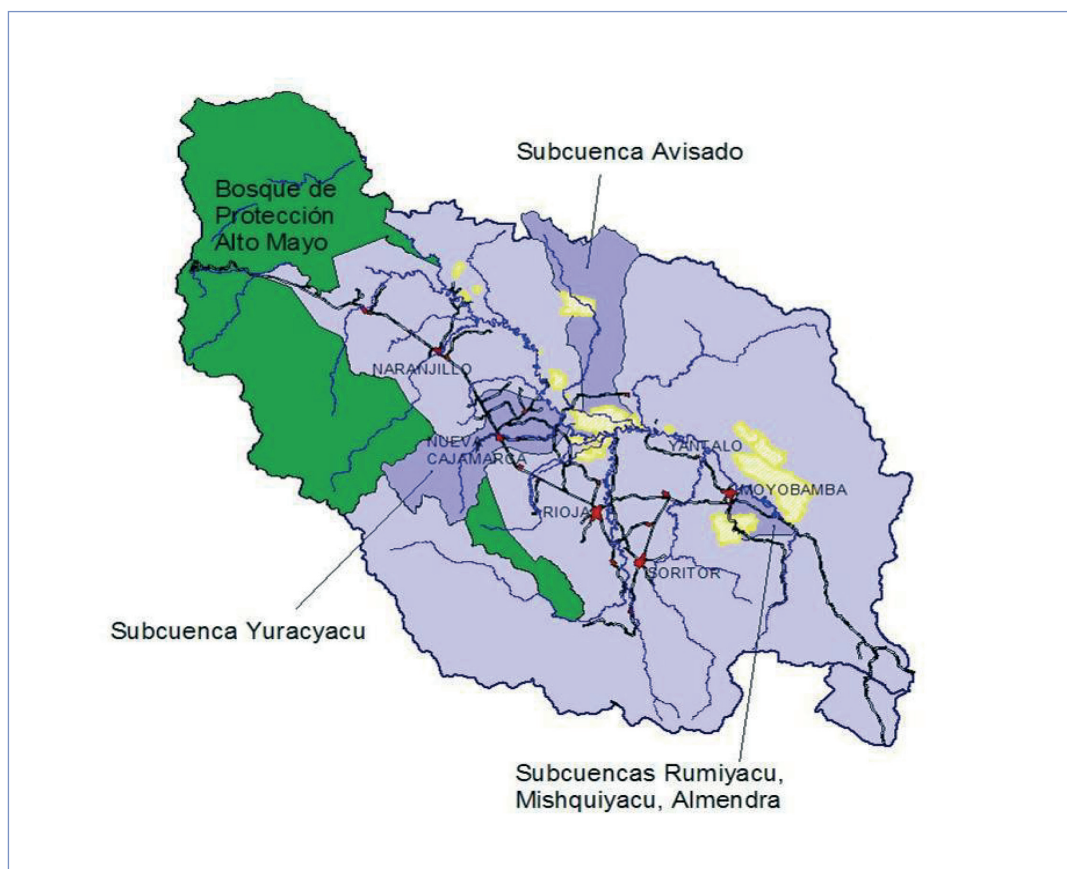 Subcuenca Avisado
Bosque de
Protección
Alto Mayo
NARANJILLO
NUEVA
CAJAMARCA
YANTALO
MOYOBAMBA
RIOJA
SORITOR
Subcuenca Yuracyacu
Subcuencas Rumiyacu,
Mishquiyacu, Almendra